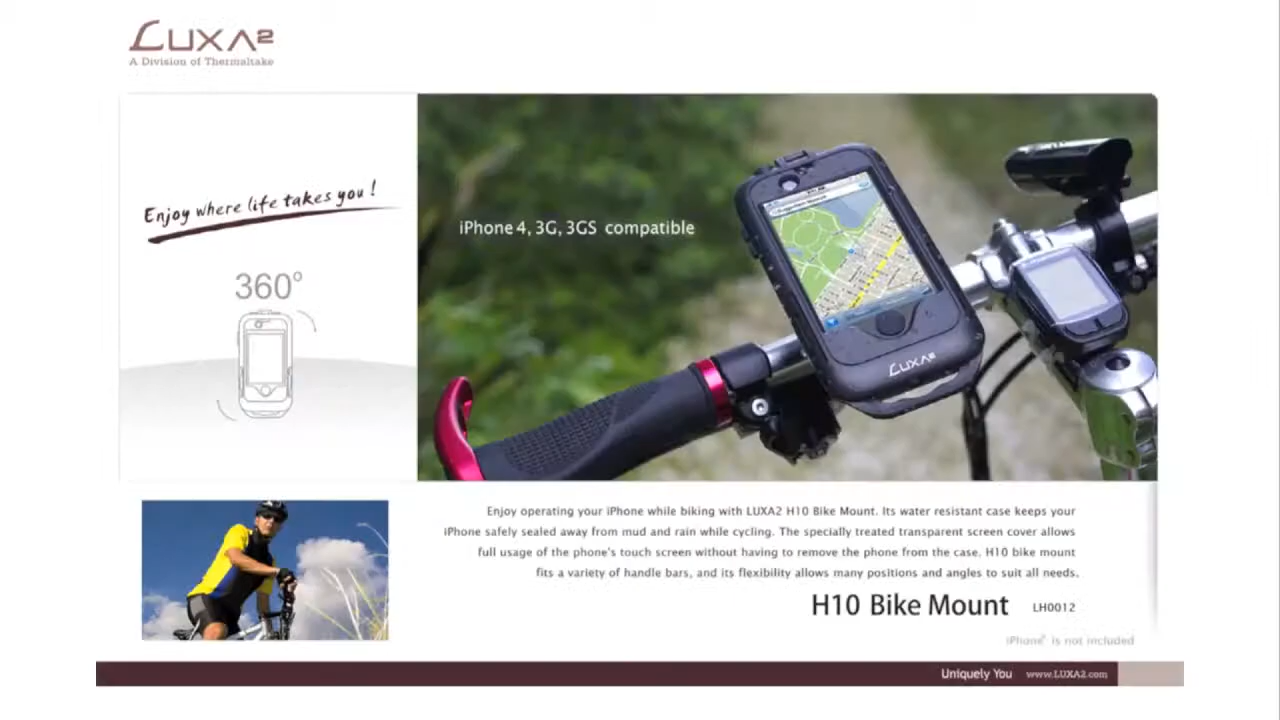 LUXA2
A Division of Thermaltake
Enjoy where life takes you!
360°
iPhone 4, 3G, 3GS compatible
LUXA2
Enjoy operating your iPhone while biking with LUXA2 H10 Bike Mount. Its water resistant case keeps your
iPhone safely sealed away from mud and rain while cycling. The specially treated transparent screen cover allows
full usage of the phone's touch screen without having to remove the phone from the case. H10 bike mount
fits a variety of handle bars, and its flexibility allows many positions and angles to suit all needs.
H10 Bike Mount LH0012
iPhone® is not included
Uniquely You www.LUXA2.com